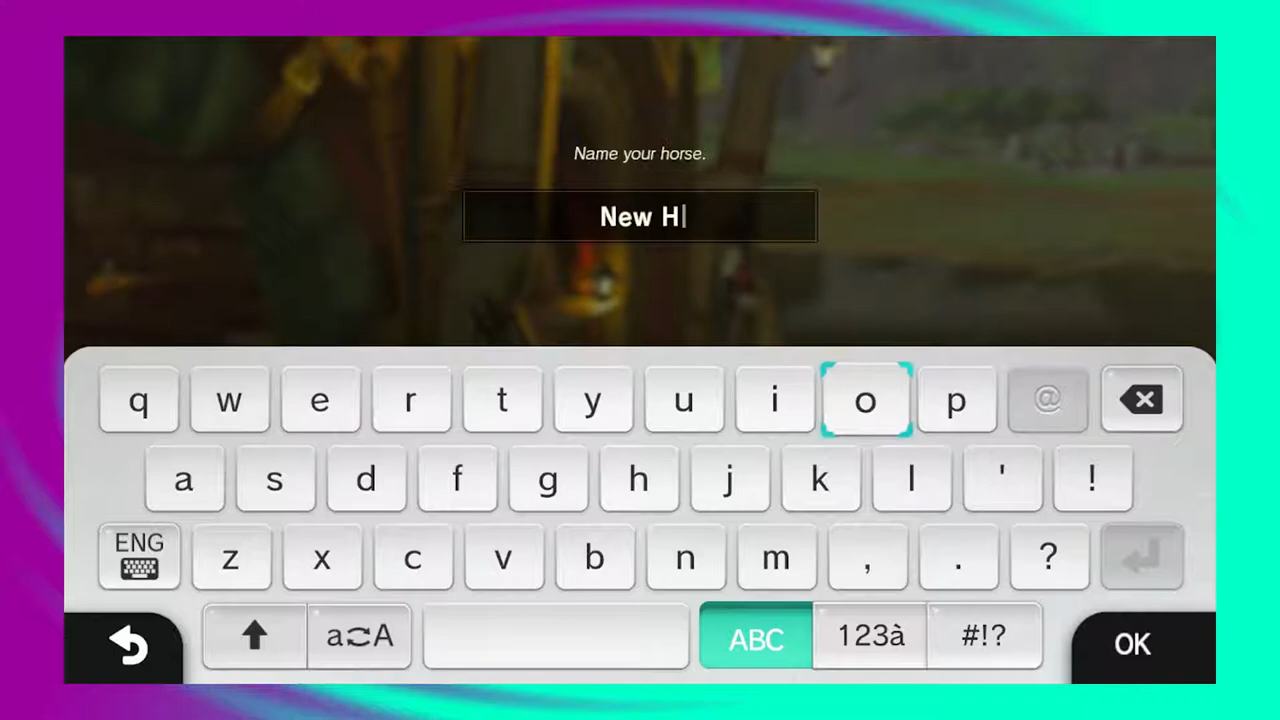 Name your horse.
New H
q w e r t y u i o p @
a s d f g h j k l ' !
ENG z x c v b n m , . ?
a A ABC 123à #!? OK